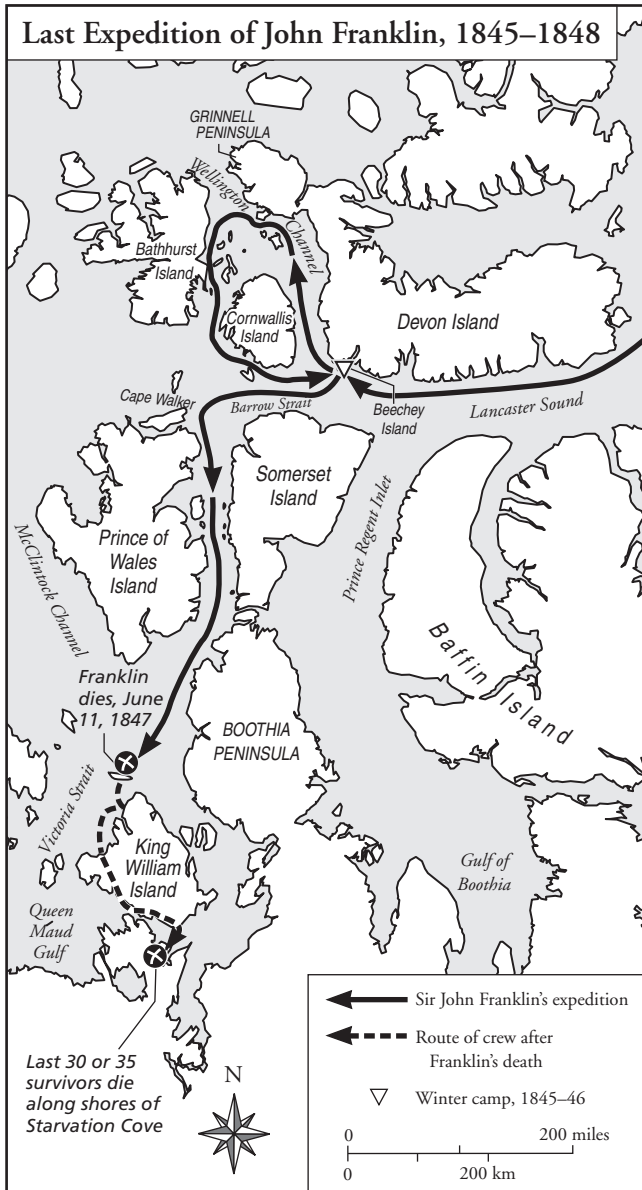 Last Expedition of John Franklin, 1845–1848
GRINNELL
PENINSULA
Wellington
Channel
Bathhurst
Island
Cornwallis
Island
Devon Island
Cape Walker
Barrow Strait
Beechey
Island
Lancaster Sound
Somerset
Island
Prince of
Wales
Island
McClintock Channel
Prince Regent Inlet
Baffin Island
Franklin
dies, June
11, 1847
BOOTHIA
PENINSULA
Victoria Strait
King
William
Island
Gulf of
Boothia
Queen
Maud
Gulf
Last 30 or 35
survivors die
along shores of
Starvation Cove
N
Sir John Franklin’s expedition
Route of crew after
Franklin’s death
Winter camp, 1845–46
0 200 miles
0 200 km